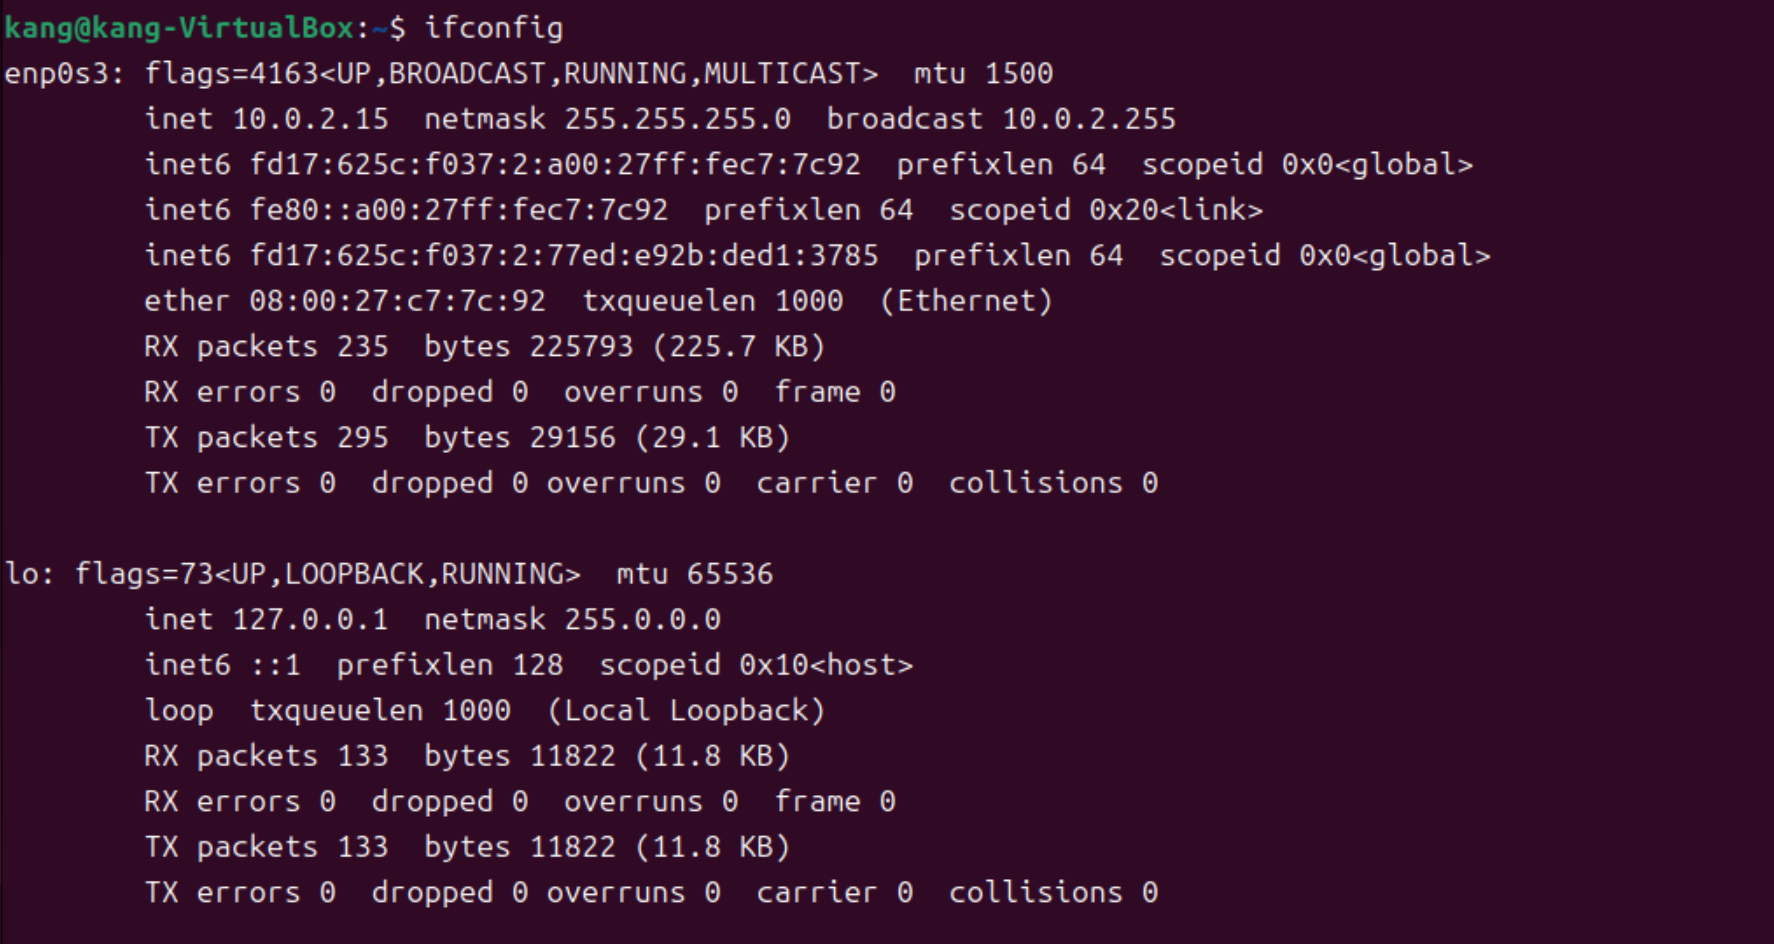 kang@kang-VirtualBox:~$ ifconfig
enp0s3: flags=4163<UP,BROADCAST,RUNNING,MULTICAST>  mtu 1500
        inet 10.0.2.15  netmask 255.255.255.0  broadcast 10.0.2.255
        inet6 fd17:625c:f037:2:a00:27ff:fec7:7c92  prefixlen 64  scopeid 0x0<global>
        inet6 fe80::a00:27ff:fec7:7c92  prefixlen 64  scopeid 0x20<link>
        inet6 fd17:625c:f037:2:77ed:e92b:ded1:3785  prefixlen 64  scopeid 0x0<global>
        ether 08:00:27:c7:7c:92  txqueuelen 1000  (Ethernet)
        RX packets 235  bytes 225793 (225.7 KB)
        RX errors 0  dropped 0  overruns 0  frame 0
        TX packets 295  bytes 29156 (29.1 KB)
        TX errors 0  dropped 0 overruns 0  carrier 0  collisions 0

lo: flags=73<UP,LOOPBACK,RUNNING>  mtu 65536
        inet 127.0.0.1  netmask 255.0.0.0
        inet6 ::1  prefixlen 128  scopeid 0x10<host>
        loop  txqueuelen 1000  (Local Loopback)
        RX packets 133  bytes 11822 (11.8 KB)
        RX errors 0  dropped 0  overruns 0  frame 0
        TX packets 133  bytes 11822 (11.8 KB)
        TX errors 0  dropped 0 overruns 0  carrier 0  collisions 0